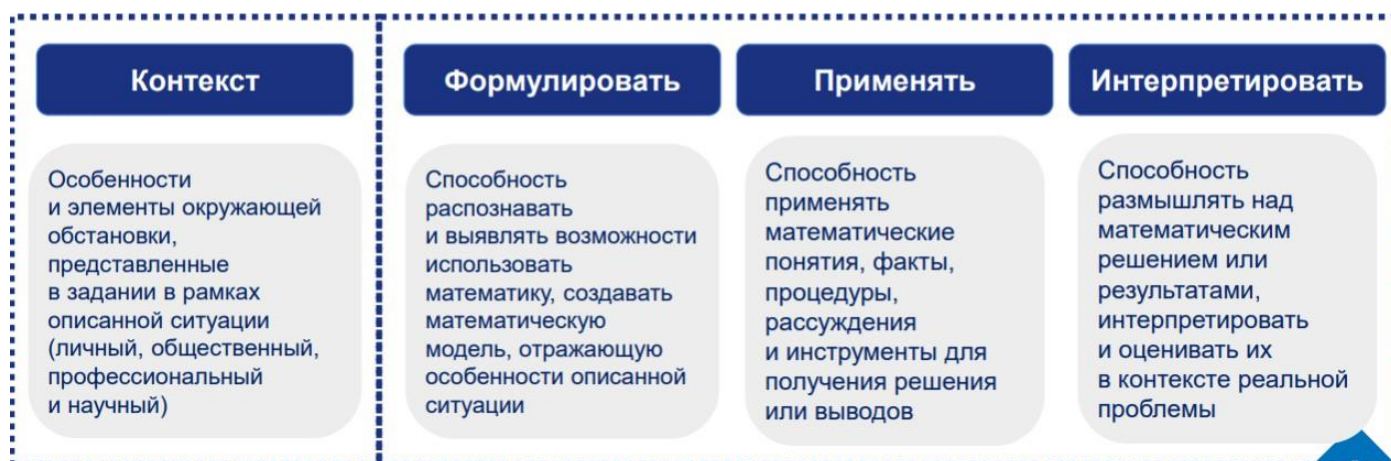 Контекст
Особенности
и элементы окружающей
обстановки,
представленные
в задании в рамках
описанной ситуации
(личный, общественный,
профессиональный
и научный)
Формулировать
Способность
распознавать
и выявлять возможности
использовать
математику, создавать
математическую
модель, отражающую
особенности описанной
ситуации
Применять
Способность
применять
математические
понятия, факты,
процедуры,
рассуждения
и инструменты для
получения решения
или выводов
Интерпретировать
Способность
размышлять над
математическим
решением или
результатами,
интерпретировать
и оценивать их
в контексте реальной
проблемы